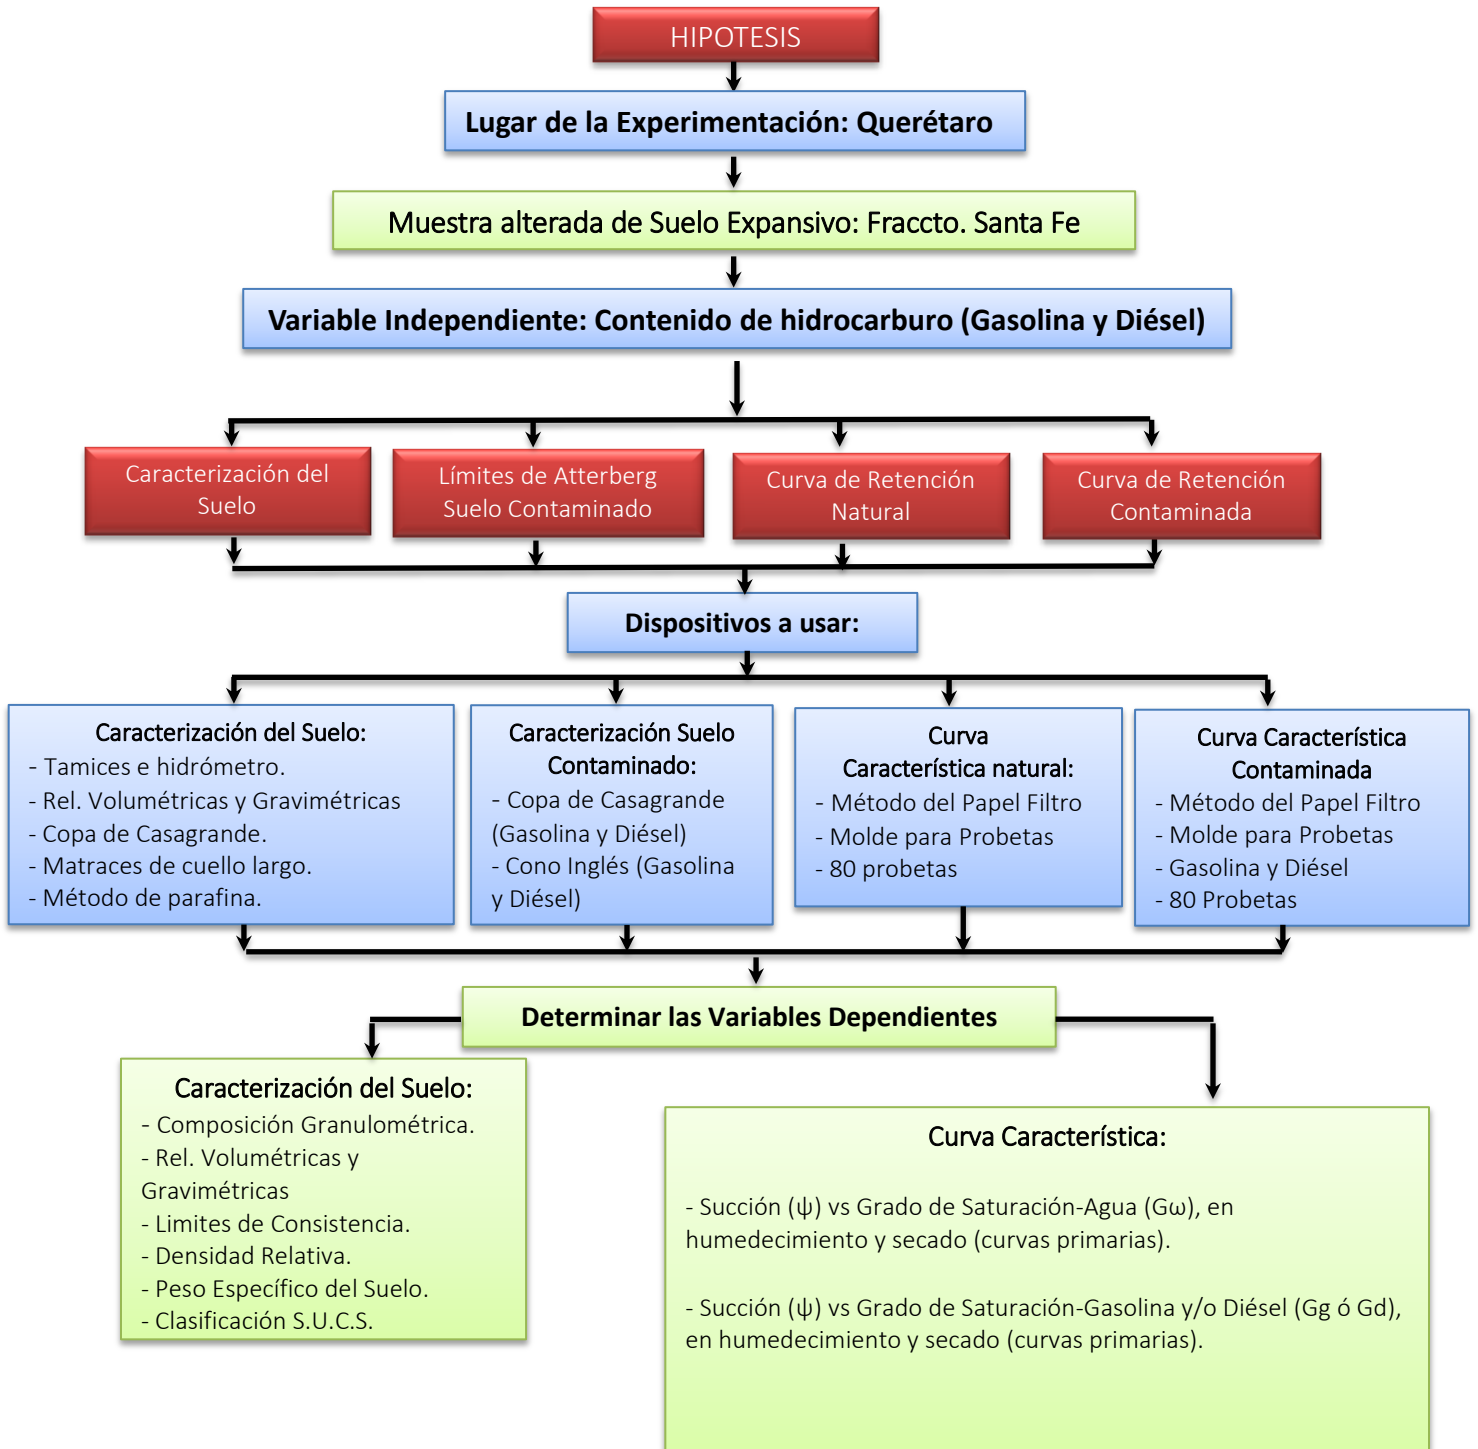 HIPOTESIS
Lugar de la Experimentación: Querétaro
Muestra alterada de Suelo Expansivo: Fraccto. Santa Fe
Variable Independiente: Contenido de hidrocarburo (Gasolina y Diésel)
Caracterización del
Suelo
Límites de Atterberg
Suelo Contaminado
Curva de Retención
Natural
Curva de Retención
Contaminada
Dispositivos a usar:
Caracterización del Suelo:
- Tamices e hidrómetro.
- Rel. Volumétricas y Gravimétricas
- Copa de Casagrande.
- Matraces de cuello largo.
- Método de parafina.
Caracterización Suelo
Contaminado:
- Copa de Casagrande
(Gasolina y Diésel)
- Cono Inglés (Gasolina
y Diésel)
Curva
Característica natural:
- Método del Papel Filtro
- Molde para Probetas
- 80 probetas
Curva Característica
Contaminada
- Método del Papel Filtro
- Molde para Probetas
- Gasolina y Diésel
- 80 Probetas
Determinar las Variables Dependientes
Caracterización del Suelo:
- Composición Granulométrica.
- Rel. Volumétricas y
Gravimétricas
- Limites de Consistencia.
- Densidad Relativa.
- Peso Específico del Suelo.
- Clasificación S.U.C.S.
Curva Característica:
- Succión (ψ) vs Grado de Saturación-Agua (Gω), en
humedecimiento y secado (curvas primarias).
- Succión (ψ) vs Grado de Saturación-Gasolina y/o Diésel (Gg ó Gd),
en humedecimiento y secado (curvas primarias).